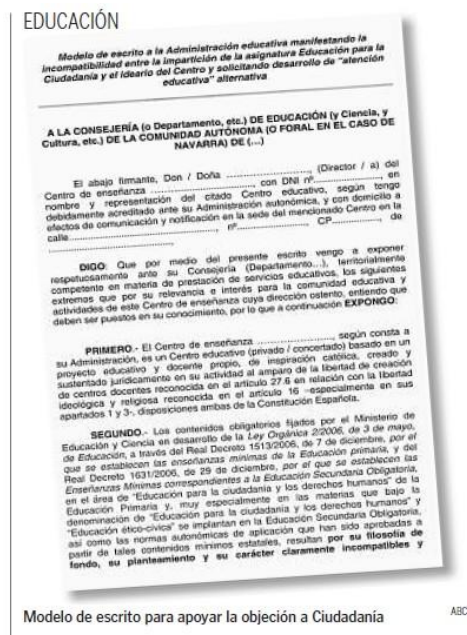 EDUCACIÓN
Modelo de escrito a la Administración educativa manifestando la
incompatibilidad entre la impartición de la asignatura Educación para la
Ciudadanía y el ideario del Centro y solicitando desarrollo de "atención
educativa" alternativa
A LA CONSEJERÍA (o Departamento, etc.) DE EDUCACIÓN (y Ciencia, y
Cultura, etc.) DE LA COMUNIDAD AUTÓNOMA (O FORAL EN EL CASO DE
NAVARRA) DE (...)
El abajo firmante, Don / Doña ........................, (Director / a) del
Centro de enseñanza ........................, con DNI nº................, en
nombre y representación del citado Centro educativo, según tengo
debidamente acreditado ante su Administración autonómica, y con domicilio a
efectos de comunicación y notificación en la sede del mencionado Centro en la
calle........................................, nº................, CP................, de
................................,
DIGO: Que por medio del presente escrito vengo a exponer
respetuosamente ante su Consejería (Departamento...), territorialmente
competente en materia de prestación de servicios educativos, los siguientes
extremos que por su relevancia e interés para la comunidad educativa y
actividades de este Centro de enseñanza cuya dirección ostento, entiendo que
deben ser puestos en su conocimiento, por lo que a continuación EXPONGO:
PRIMERO.- El Centro de enseñanza ........................, según consta a
su Administración, es un Centro educativo (privado / concertado) basado en un
proyecto educativo y docente propio, de inspiración católica, creado y
sustentado jurídicamente en su actividad al amparo de la libertad de creación
de centros docentes reconocida en el artículo 27.6 en relación con la libertad
ideológica y religiosa reconocida en el artículo 16 –especialmente en sus
apartados 1 y 3-, disposiciones ambas de la Constitución Española.
SEGUNDO.- Los contenidos obligatorios fijados por el Ministerio de
Educación y Ciencia en desarrollo de la Ley Orgánica 2/2006, de 3 de mayo,
de Educación, a través del Real Decreto 1513/2006, de 7 de diciembre, por el
que se establecen las enseñanzas mínimas de la Educación primaria, y del
Real Decreto 1631/2006, de 29 de diciembre, por el que se establecen las
Enseñanzas Mínimas correspondientes a la Educación Secundaria Obligatoria,
en el área de "Educación para la ciudadanía y los derechos humanos" de la
Educación Primaria y, muy especialmente en las materias que bajo la
denominación de "Educación para la ciudadanía y los derechos humanos" y
"Educación ético-cívica" se implantan en la Educación Secundaria Obligatoria,
así como las normas autonómicas de aplicación que han sido aprobadas a
partir de tales contenidos mínimos estatales, resultan por su filosofía de
fondo, su planteamiento y su carácter claramente incompatibles y
Modelo de escrito para apoyar la objeción a Ciudadanía
ABC